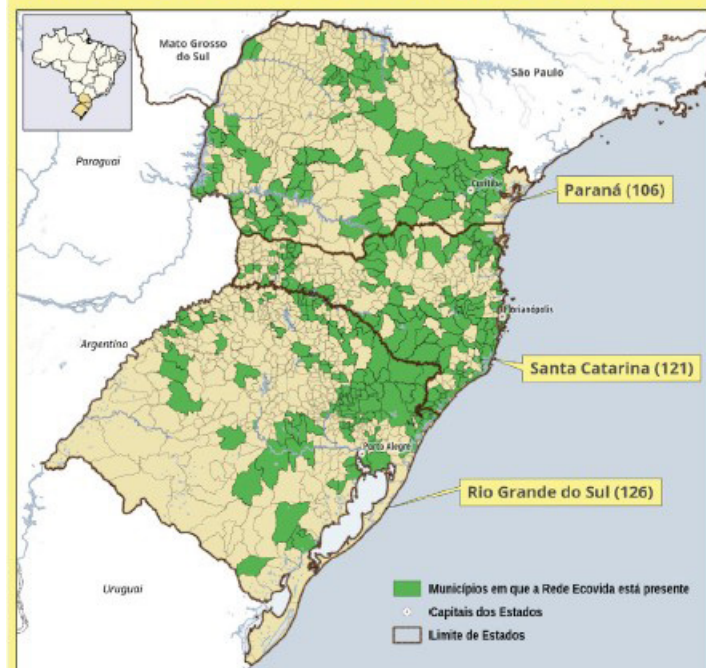 Mato Grosso
do Sul
São Paulo
Paraguai
Curitiba
Paraná (106)
Florianópolis
Argentina
Santa Catarina (121)
Porto Alegre
Rio Grande do Sul (126)
Uruguai
Municípios em que a Rede Ecovida está presente
Capitais dos Estados
Limite de Estados